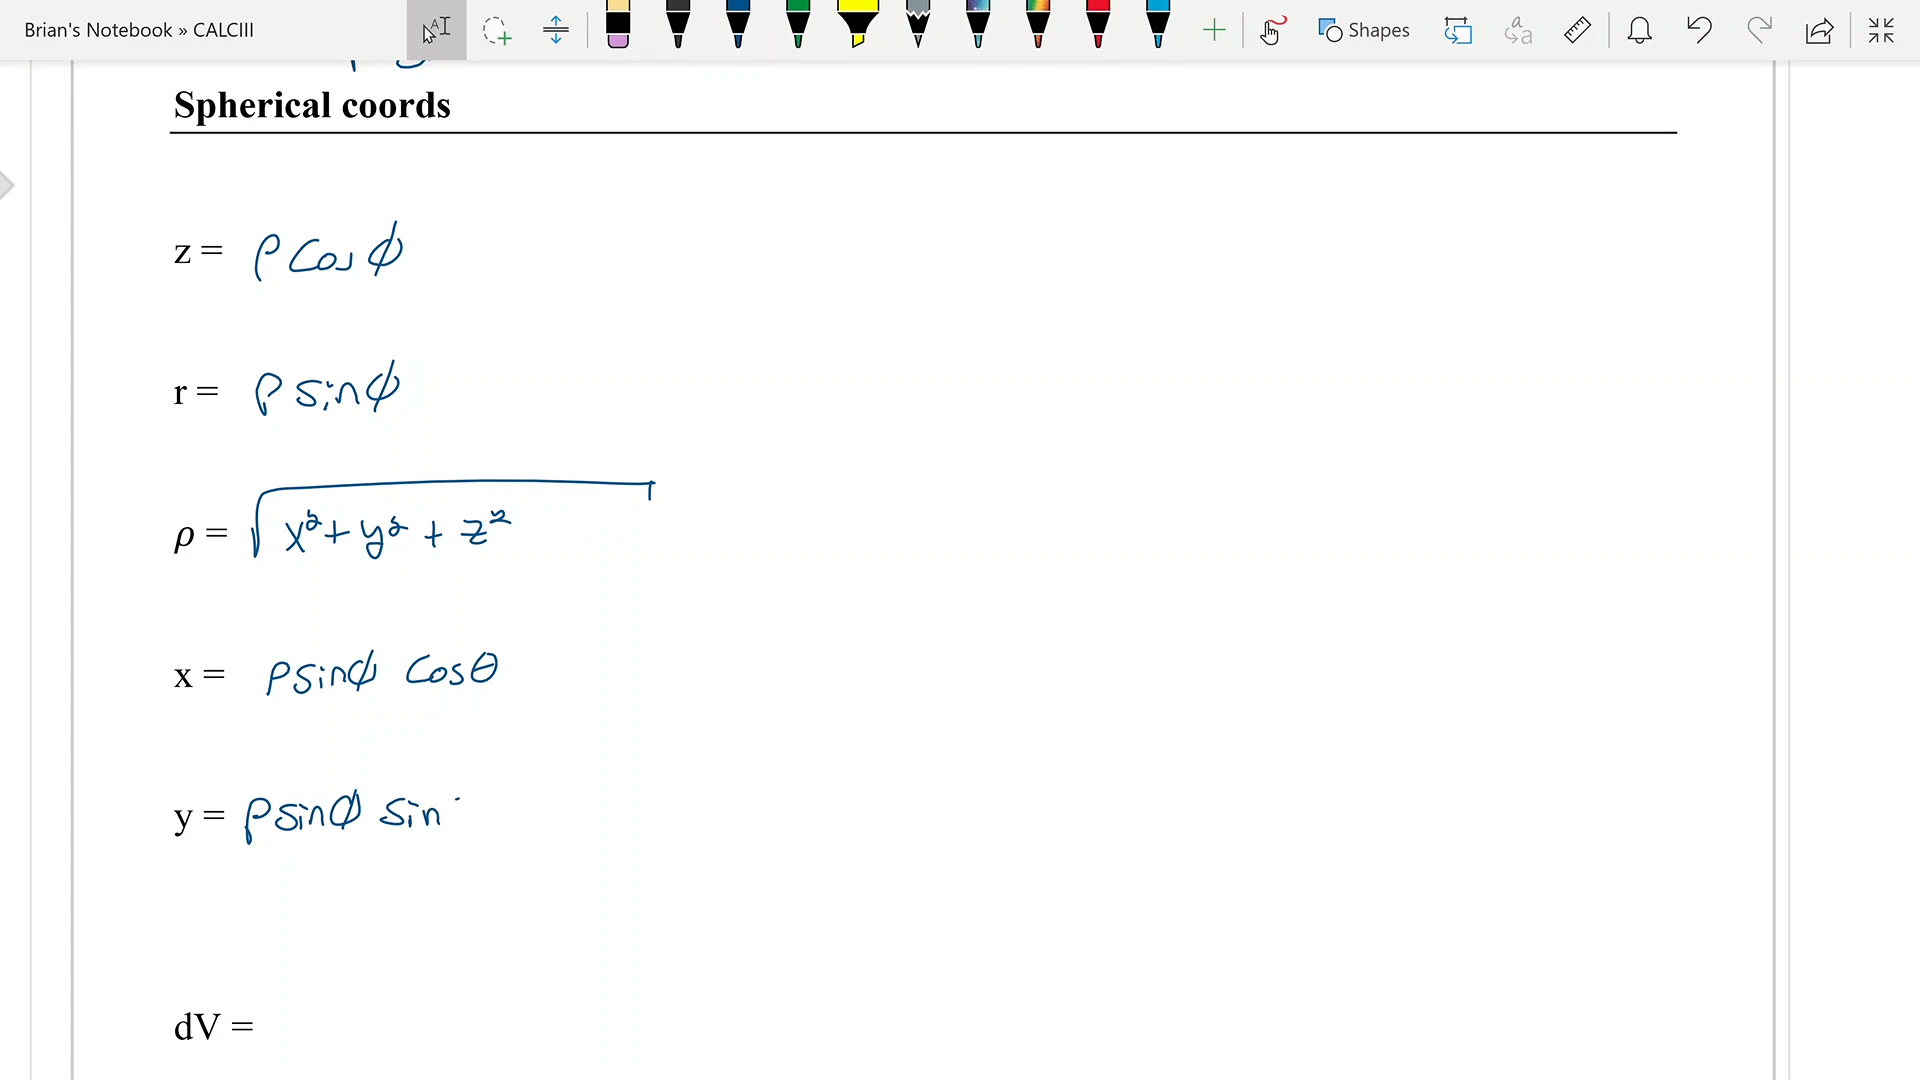 Brian's Notebook » CALCIII
Shapes
Spherical coords
z = ρ cos ϕ
r = ρ sin ϕ
ρ = √x² + y² + z²
x = ρ sin ϕ cos θ
y = ρ sin ϕ sin
dV =